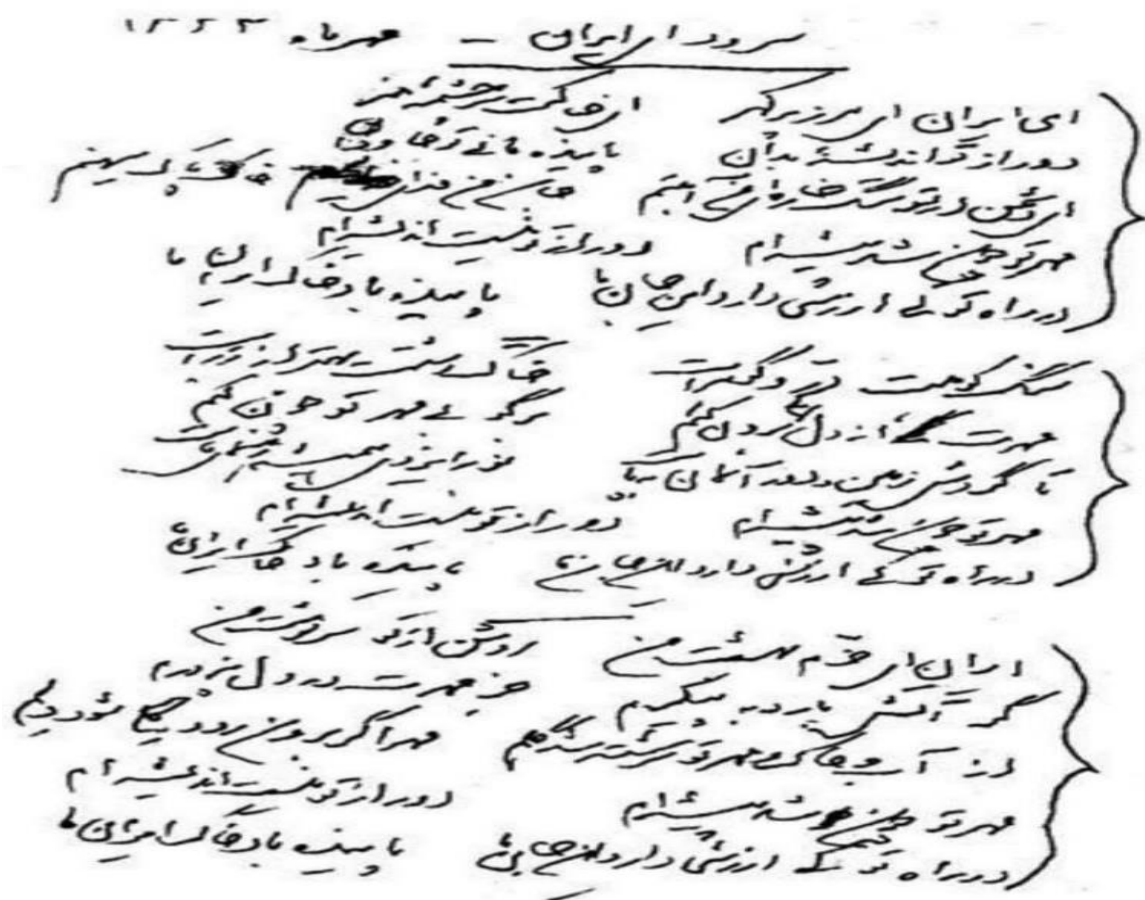 سرود ای ایران - مهرماه ۱۳۲۳
ای ایران ای مرز پرگهر ای خاکت سرچشمه هنر
دور از تو اندیشه بدان پاینده مانی تو جاودان
ای دشمن ار تو سنگ خاره ای من آهنم جان من فدای خاک پاک میهنم
مهر تو چون شد پیشه ام دور از تو نیست اندیشه ام
در راه تو کی ارزشی دارد این جان ما پاینده باد خاک ایران ما
سنگ کوهت در و گوهر است خاک دشتت بهتر از زر است
مهرت از دل کی برون کنم برگو بی مهر تو چون کنم
تا گردش زمین و دور آسمان بپاست نور ایزدی همیشه رهنمای ماست
مهر تو چون شد پیشه ام دور از تو نیست اندیشه ام
در راه تو کی ارزشی دارد این جان ما پاینده باد خاک ایران ما
ایران ای خرم بهشت من روشن از تو سرنوشت من
گر آتش بارد به پیکرم جز مهرت در دل نپرورم
از آب و خاک و مهر تو سرشته شد گلم مهر اگر برون رود تهی شود دلم
مهر تو چون شد پیشه ام دور از تو نیست اندیشه ام
در راه تو کی ارزشی دارد این جان ما پاینده باد خاک ایران ما